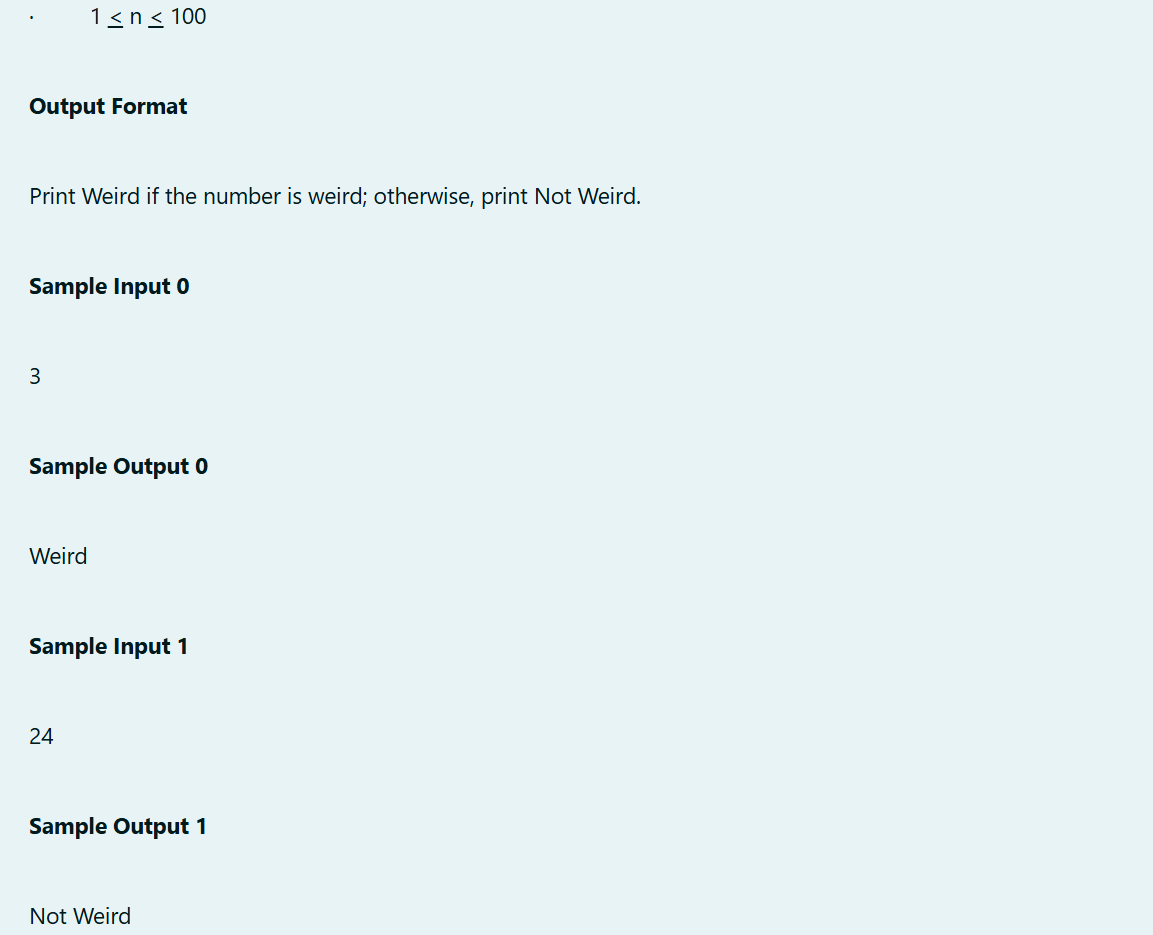 · 1 < n < 100
Output Format
Print Weird if the number is weird; otherwise, print Not Weird.
Sample Input 0
3
Sample Output 0
Weird
Sample Input 1
24
Sample Output 1
Not Weird